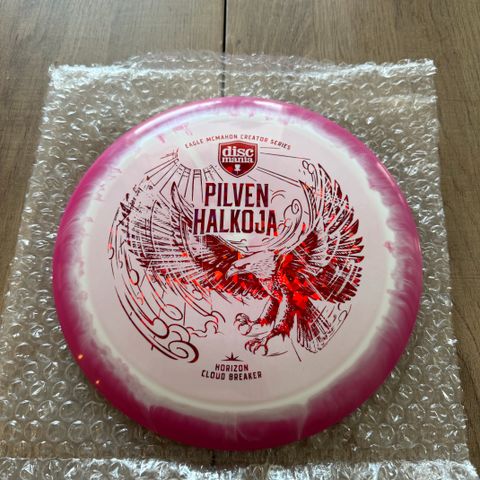 EAGLE MCMAHON CREATOR SERIES
disc
mania
PILVEN
HALKOJA
HORIZON
CLOUD BREAKER